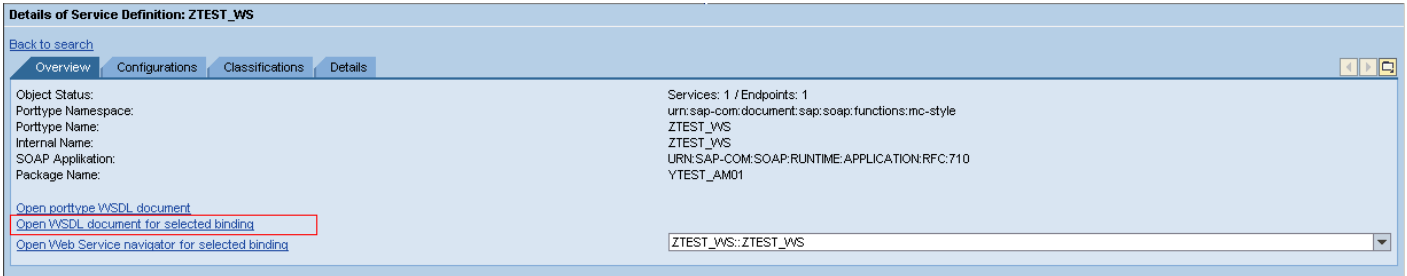 Details of Service Definition: ZTEST_WS
Back to search
Overview Configurations Classifications Details
Object Status: Services: 1 / Endpoints: 1
Porttype Namespace: urn:sap-com:document:sap:soap:functions:mc-style
Porttype Name: ZTEST_WS
Internal Name: ZTEST_WS
SOAP Applikation: URN:SAP-COM:SOAP:RUNTIME:APPLICATION:RFC:710
Package Name: YTEST_AM01
Open porttype WSDL document
Open WSDL document for selected binding
Open Web Service navigator for selected binding ZTEST_WS::ZTEST_WS